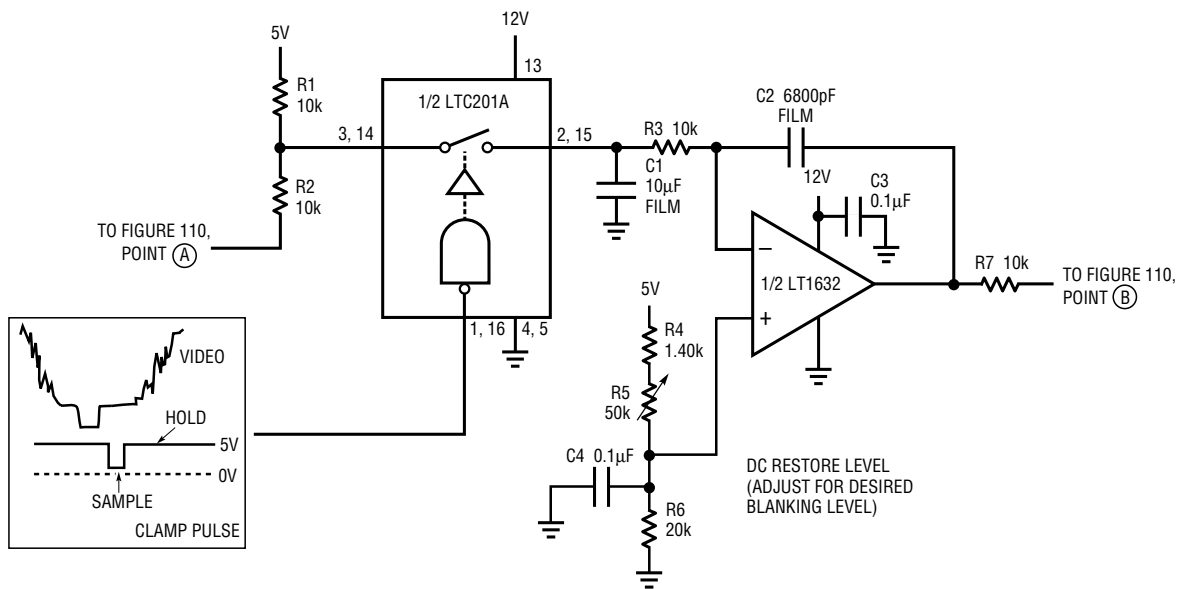 12V
5V
13
R1
10k
1/2 LTC201A
3, 14
2, 15
R2
10k
TO FIGURE 110,
POINT A
1, 16
4, 5
R3 10k
C1
10µF
FILM
C2 6800pF
FILM
12V
C3
0.1µF
–
+
1/2 LT1632
R7 10k
TO FIGURE 110,
POINT B
5V
R4
1.40k
R5
50k
C4 0.1µF
R6
20k
DC RESTORE LEVEL
(ADJUST FOR DESIRED
BLANKING LEVEL)
VIDEO
HOLD
5V
0V
SAMPLE
CLAMP PULSE